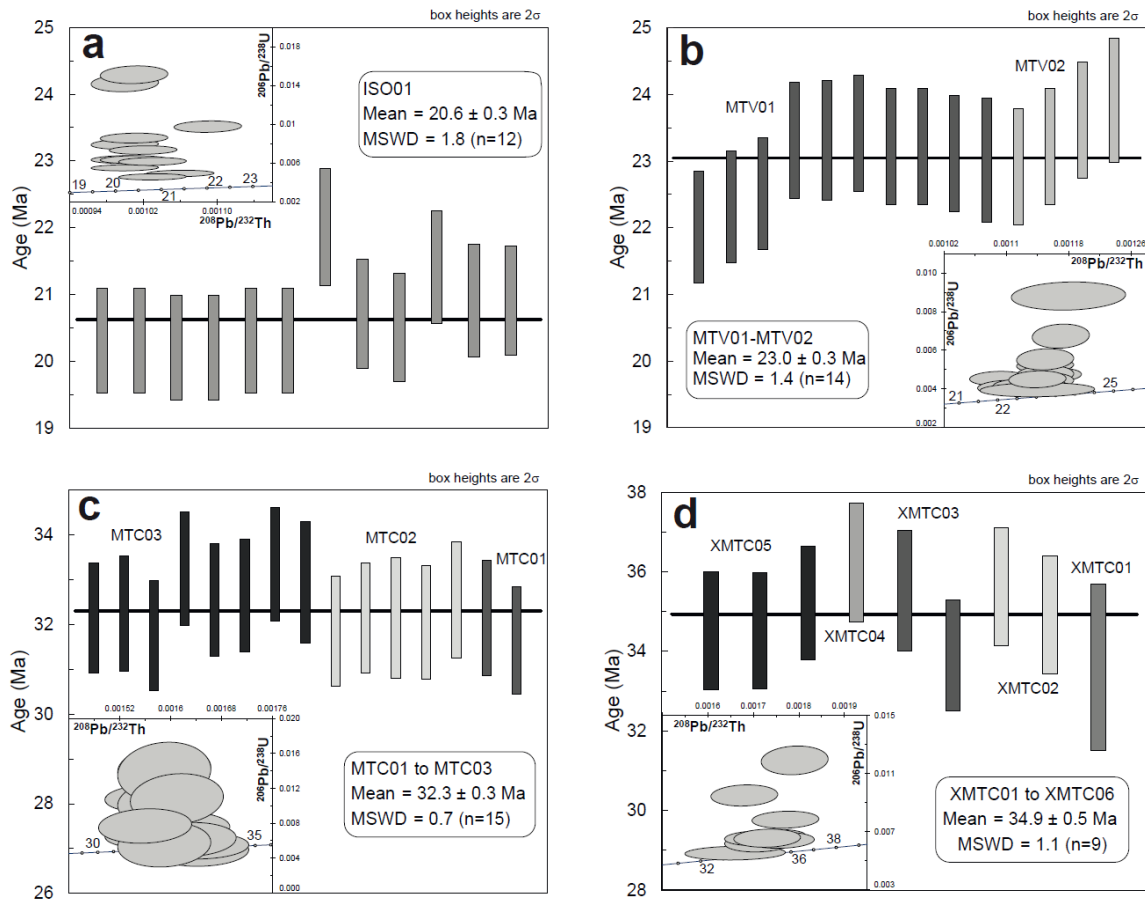 box heights are 2σ
a
Age (Ma)
25
24
23
22
21
20
19
ISO01
Mean = 20.6 ± 0.3 Ma
MSWD = 1.8 (n=12)
206Pb/238U
0.018
0.014
0.010
0.006
0.002
19
20
21
22
23
0.00094
0.00102
0.00110
208Pb/232Th
box heights are 2σ
b
Age (Ma)
25
24
23
22
21
20
19
MTV01
MTV02
MTV01-MTV02
Mean = 23.0 ± 0.3 Ma
MSWD = 1.4 (n=14)
0.00102
0.0011
0.00118
0.00126
208Pb/232Th
206Pb/238U
0.010
0.008
0.006
0.004
0.002
21
22
25
box heights are 2σ
c
Age (Ma)
34
32
30
28
26
MTC03
MTC02
MTC01
0.00152
0.0016
0.00168
0.00176
208Pb/232Th
206Pb/238U
0.020
0.016
0.012
0.008
0.004
0.000
30
35
MTC01 to MTC03
Mean = 32.3 ± 0.3 Ma
MSWD = 0.7 (n=15)
box heights are 2σ
d
Age (Ma)
38
36
34
32
30
28
XMTC05
XMTC03
XMTC04
XMTC01
XMTC02
0.0016
0.0017
0.0018
0.0019
208Pb/232Th
206Pb/238U
0.015
0.011
0.007
0.003
32
36
38
XMTC01 to XMTC06
Mean = 34.9 ± 0.5 Ma
MSWD = 1.1 (n=9)